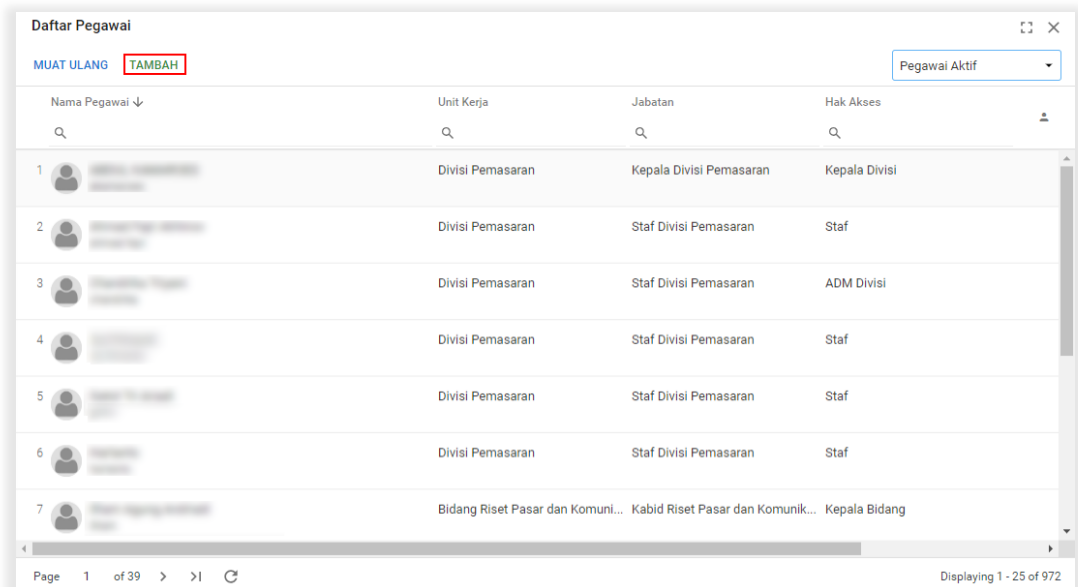 Daftar Pegawai
MUAT ULANG TAMBAH Pegawai Aktif
Nama Pegawai Unit Kerja Jabatan Hak Akses
1 Divisi Pemasaran Kepala Divisi Pemasaran Kepala Divisi
2 Divisi Pemasaran Staf Divisi Pemasaran Staf
3 Divisi Pemasaran Staf Divisi Pemasaran ADM Divisi
4 Divisi Pemasaran Staf Divisi Pemasaran Staf
5 Divisi Pemasaran Staf Divisi Pemasaran Staf
6 Divisi Pemasaran Staf Divisi Pemasaran Staf
7 Bidang Riset Pasar dan Komuni... Kabid Riset Pasar dan Komunik... Kepala Bidang
Page 1 of 39 Displaying 1 - 25 of 972